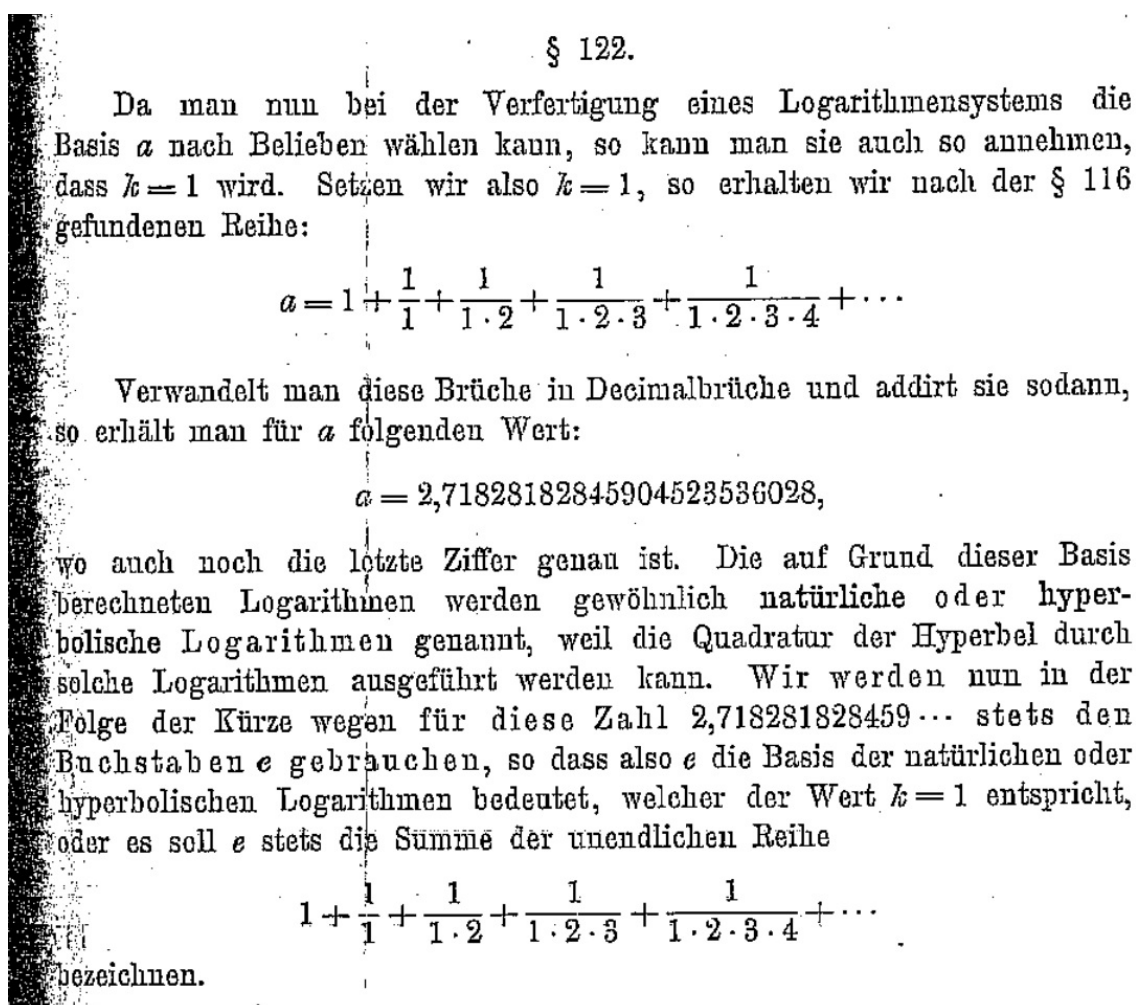 § 122.
Da man nun bei der Verfertigung eines Logarithmensystems die
Basis a nach Belieben wählen kann, so kann man sie auch so annehmen,
dass k = 1 wird. Setzen wir also k = 1, so erhalten wir nach der § 116
gefundenen Reihe:
a = 1 + 1/1 + 1/(1 · 2) + 1/(1 · 2 · 3) + 1/(1 · 2 · 3 · 4) + ···
Verwandelt man diese Brüche in Decimalbrüche und addirt sie sodann,
so erhält man für a folgenden Wert:
a = 2,71828182845904523536028,
wo auch noch die letzte Ziffer genau ist. Die auf Grund dieser Basis
berechneten Logarithmen werden gewöhnlich natürliche oder hyper-
bolische Logarithmen genannt, weil die Quadratur der Hyperbel durch
solche Logarithmen ausgeführt werden kann. Wir werden nun in der
Folge der Kürze wegen für diese Zahl 2,718281828459··· stets den
Buchstaben e gebrauchen, so dass also e die Basis der natürlichen oder
hyperbolischen Logarithmen bedeutet, welcher der Wert k = 1 entspricht,
oder es soll e stets die Summe der unendlichen Reihe
1 + 1/1 + 1/(1 · 2) + 1/(1 · 2 · 3) + 1/(1 · 2 · 3 · 4) + ···
bezeichnen.